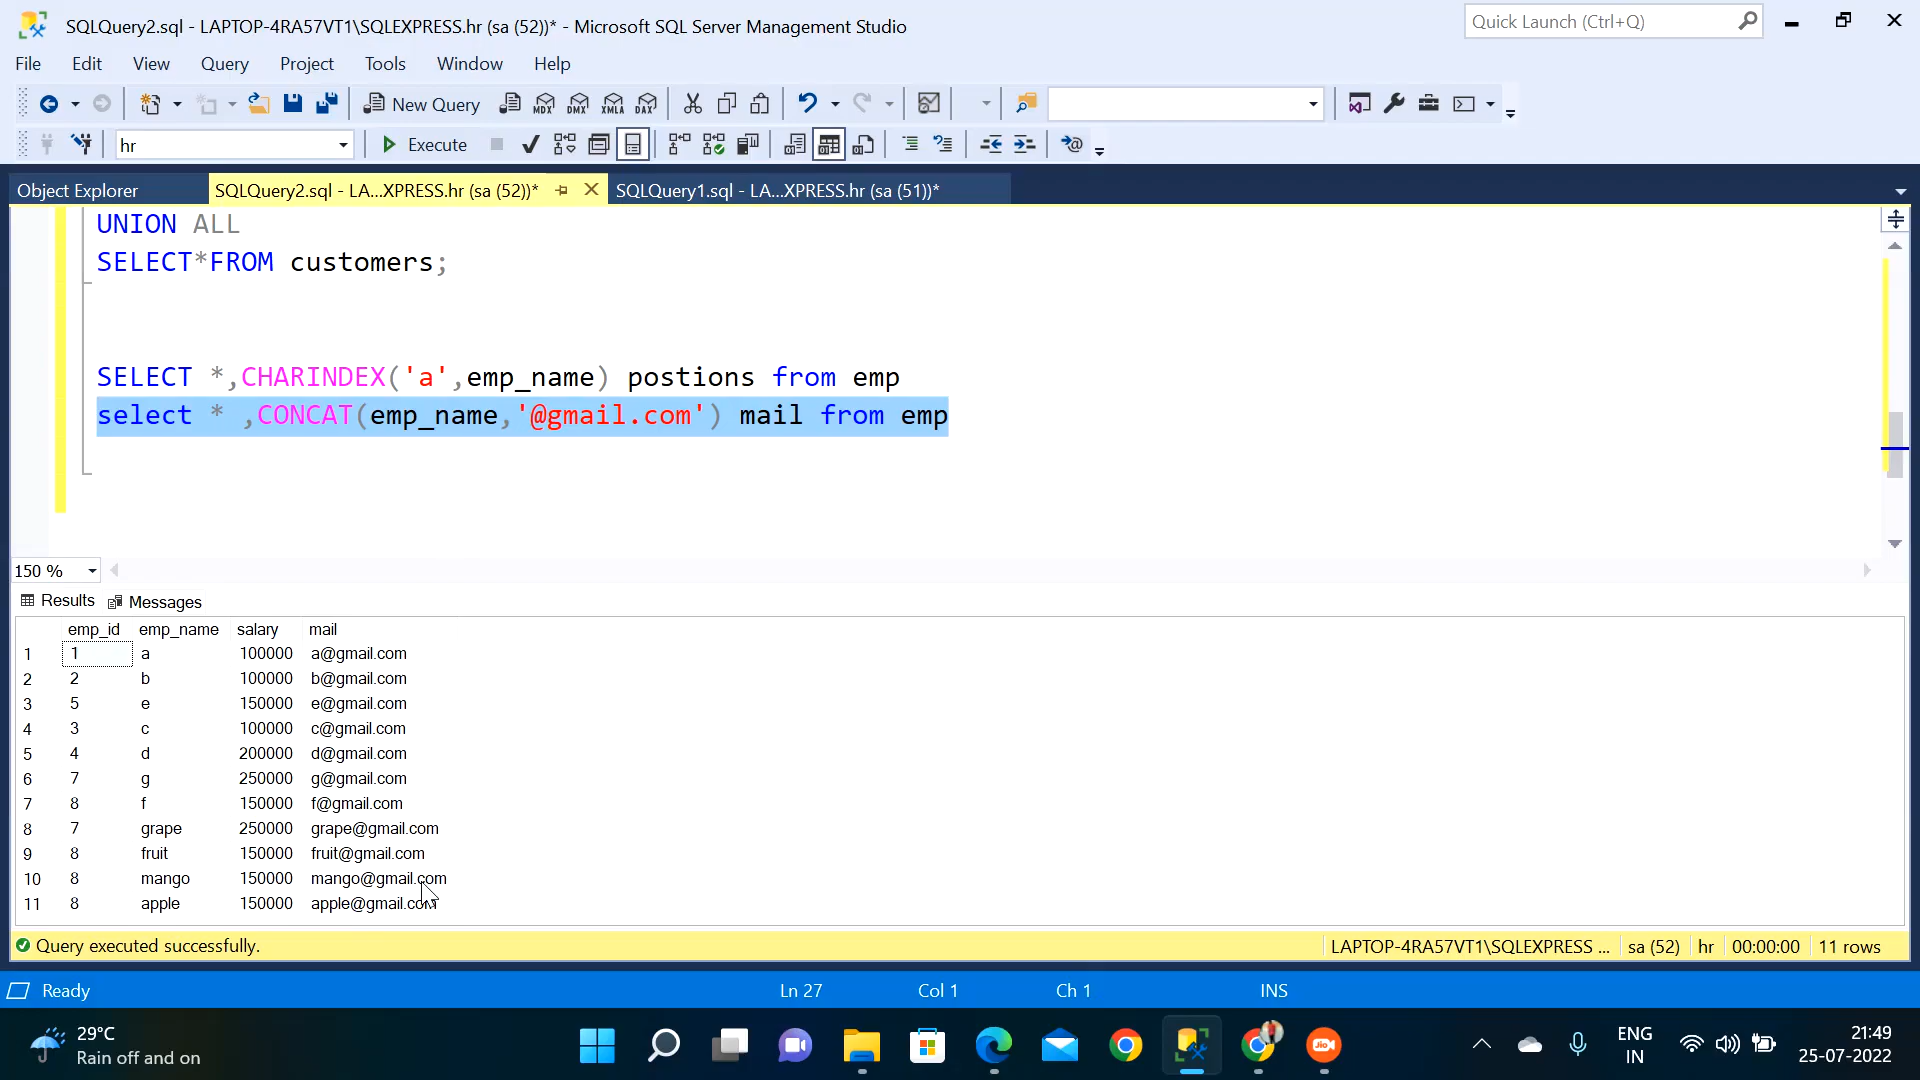 SQLQuery2.sql - LAPTOP-4RA57VT1\SQLEXPRESS.hr (sa (52))* - Microsoft SQL Server Management Studio
Quick Launch (Ctrl+Q)
File Edit View Query Project Tools Window Help
New Query MDX DMX XMLA DAX
hr Execute
Object Explorer SQLQuery2.sql - LA...XPRESS.hr (sa (52))* SQLQuery1.sql - LA...XPRESS.hr (sa (51))*
UNION ALL
SELECT*FROM customers;
SELECT *,CHARINDEX('a',emp_name) postions from emp
select * ,CONCAT(emp_name,'@gmail.com') mail from emp
150 %
Results Messages
emp_id emp_name salary mail
1 1 a 100000 a@gmail.com
2 2 b 100000 b@gmail.com
3 5 e 150000 e@gmail.com
4 3 c 100000 c@gmail.com
5 4 d 200000 d@gmail.com
6 7 g 250000 g@gmail.com
7 8 f 150000 f@gmail.com
8 7 grape 250000 grape@gmail.com
9 8 fruit 150000 fruit@gmail.com
10 8 mango 150000 mango@gmail.com
11 8 apple 150000 apple@gmail.com
Query executed successfully. LAPTOP-4RA57VT1\SQLEXPRESS ... sa (52) hr 00:00:00 11 rows
Ready Ln 27 Col 1 Ch 1 INS
29°C
Rain off and on
Jio
ENG
IN
21:49
25-07-2022